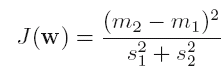 J(w) = (m₂ − m₁)² / (s₁² + s₂²)